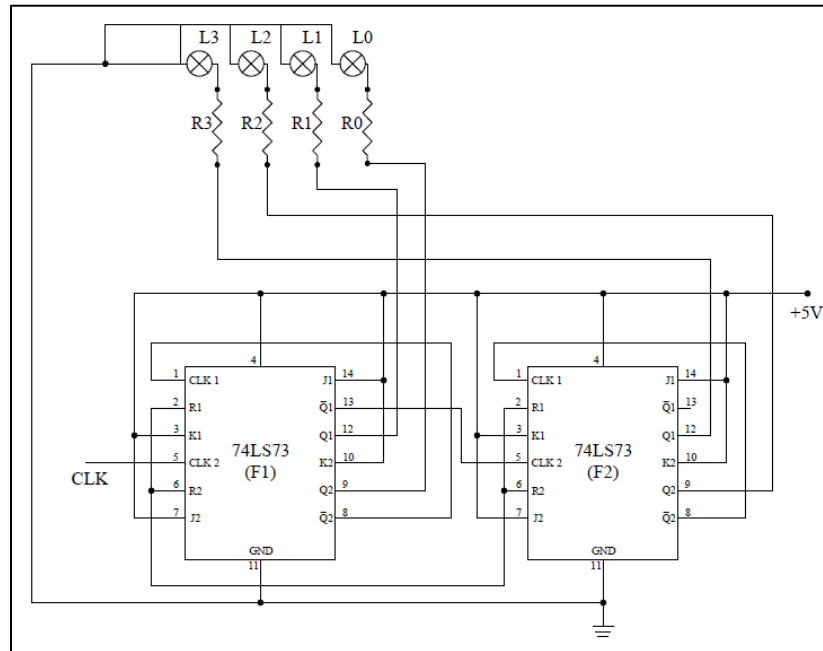 L3 L2 L1 L0
R3 R2 R1 R0
+5V
4 4
1 CLK 1 J1 14 1 CLK 1 J1 14
2 R1 Q̅1 13 2 R1 Q̅1 13
3 K1 Q1 12 3 K1 Q1 12
74LS73 74LS73
CLK 5 CLK 2 (F1) K2 10 5 CLK 2 (F2) K2 10
6 R2 Q2 9 6 R2 Q2 9
7 J2 Q̅2 8 7 J2 Q̅2 8
GND GND
11 11